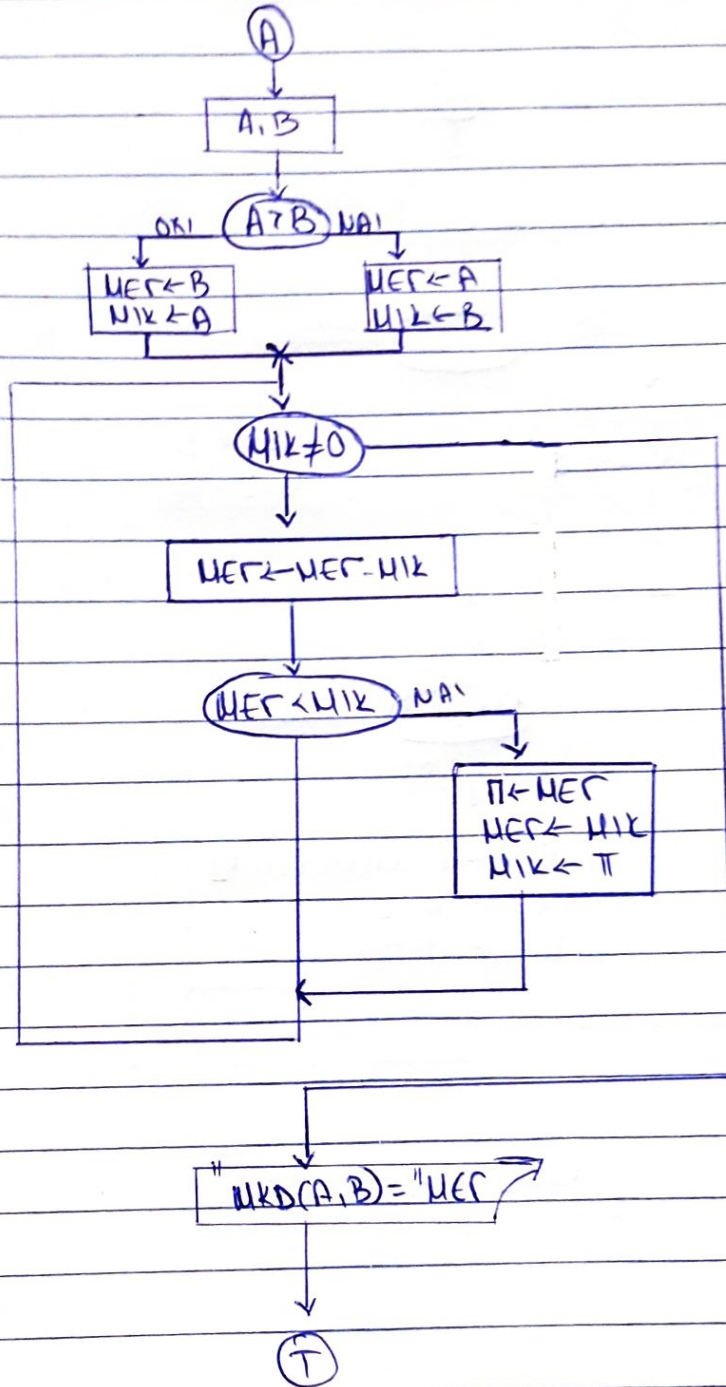 Α
Α, Β
Α>Β
ΟΧΙ
ΝΑΙ
ΜΕΓ←Β
ΜΙΚ←Α
ΜΕΓ←Α
ΜΙΚ←Β
ΜΙΚ≠0
ΜΕΓ←ΜΕΓ-ΜΙΚ
ΜΕΓ<ΜΙΚ
ΝΑΙ
Π←ΜΕΓ
ΜΕΓ←ΜΙΚ
ΜΙΚ←Π
"ΜΚD(Α,Β)="ΜΕΓ
Τ